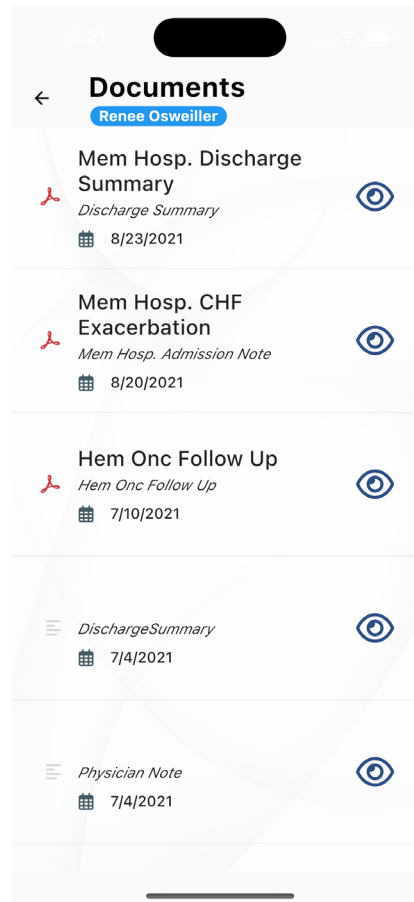 4:21
Documents
Renee Osweiller
Mem Hosp. Discharge
Summary
Discharge Summary
8/23/2021
Mem Hosp. CHF
Exacerbation
Mem Hosp. Admission Note
8/20/2021
Hem Onc Follow Up
Hem Onc Follow Up
7/10/2021
DischargeSummary
7/4/2021
Physician Note
7/4/2021